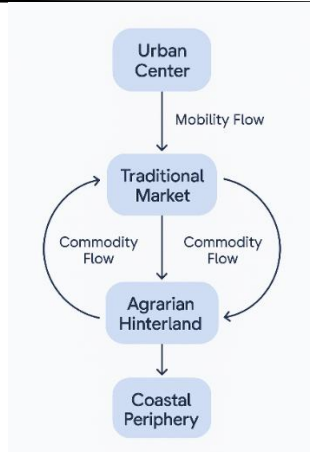 Urban
Center
Mobility Flow
Traditional
Market
Commodity
Flow
Commodity
Flow
Agrarian
Hinterland
Coastal
Periphery